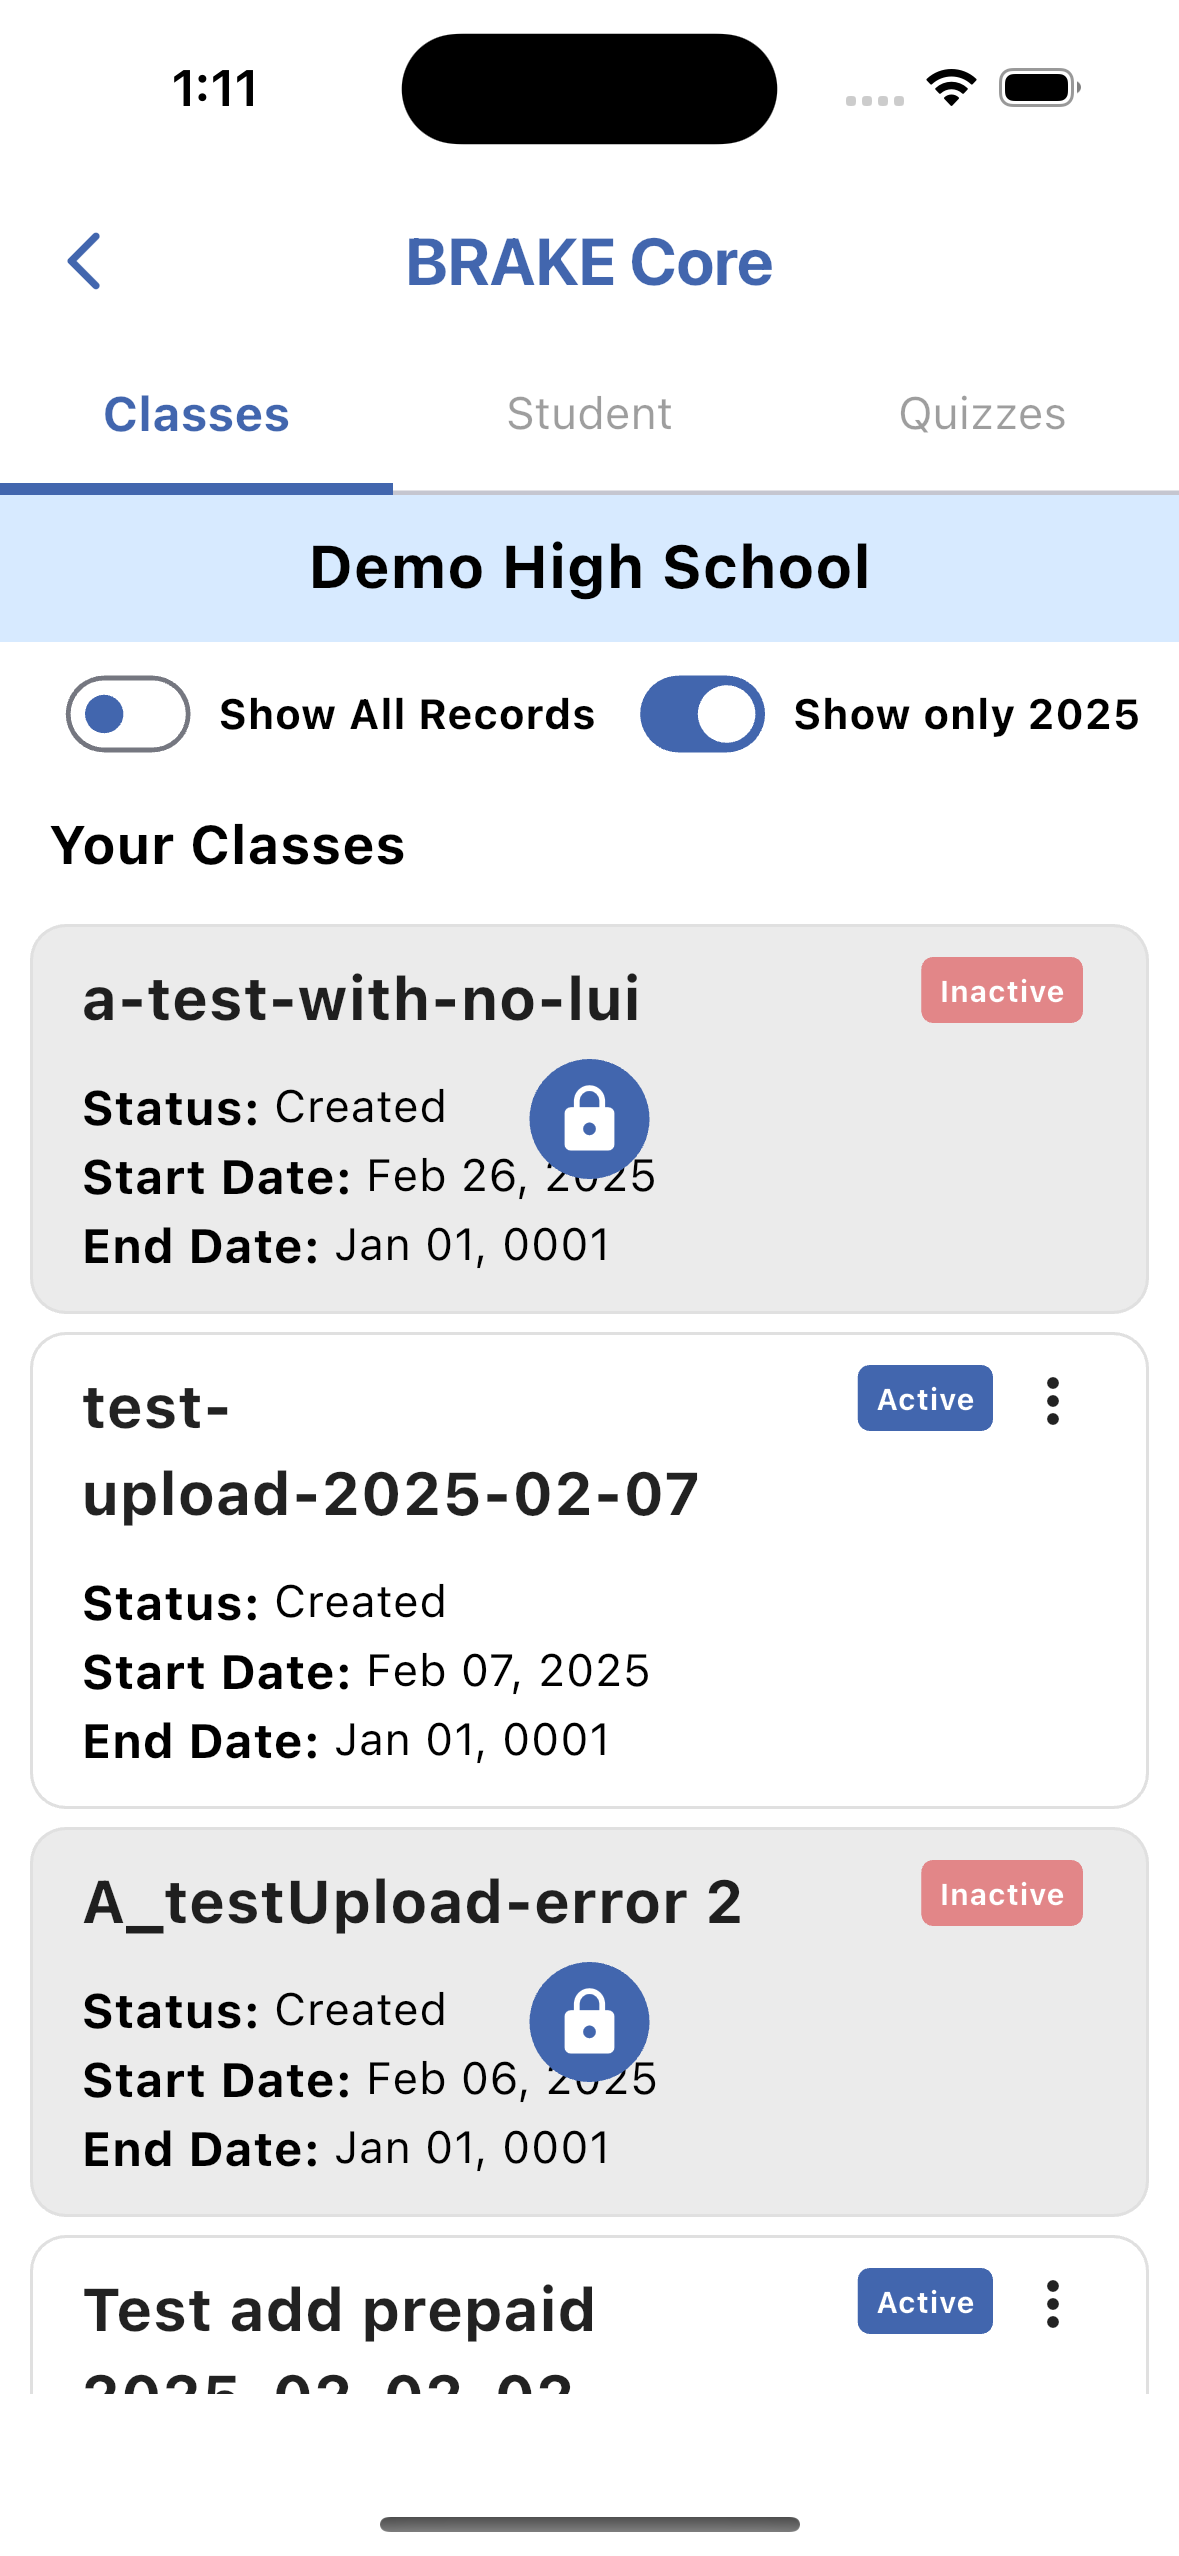 1:11
BRAKE Core
Classes
Student
Quizzes
Demo High School
Show All Records
Show only 2025
Your Classes
a-test-with-no-lui
Inactive
Status: Created
Start Date: Feb 26, 2025
End Date: Jan 01, 0001
test-
Active
upload-2025-02-07
Status: Created
Start Date: Feb 07, 2025
End Date: Jan 01, 0001
A_testUpload-error 2
Inactive
Status: Created
Start Date: Feb 06, 2025
End Date: Jan 01, 0001
Test add prepaid
Active